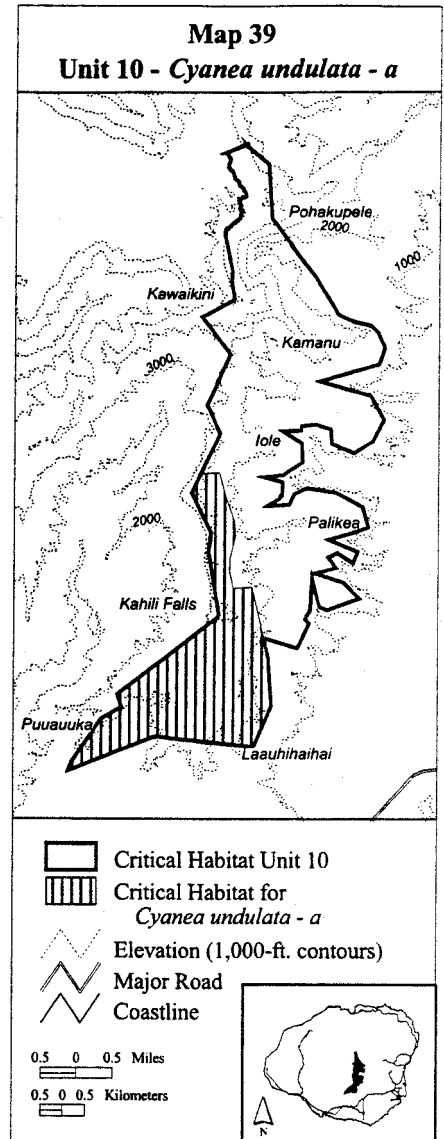 Map 39
Unit 10 - Cyanea undulata - a
Pohakupele
2000
1000
Kawaikini
Kamanu
3000
Iole
2000
Palikea
Kahili Falls
Puuauuka
Laauhihaihai
Critical Habitat Unit 10
Critical Habitat for
Cyanea undulata - a
Elevation (1,000-ft. contours)
Major Road
Coastline
0.5 0 0.5 Miles
0.5 0 0.5 Kilometers
N